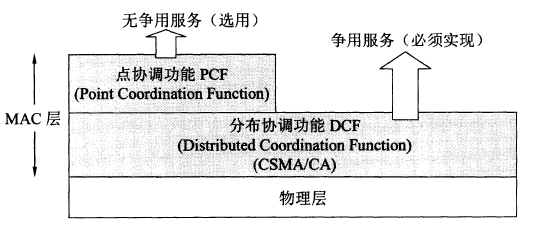 无争用服务（选用）
争用服务（必须实现）
点协调功能 PCF
(Point Coordination Function)
MAC 层
分布协调功能 DCF
(Distributed Coordination Function)
(CSMA/CA)
物理层